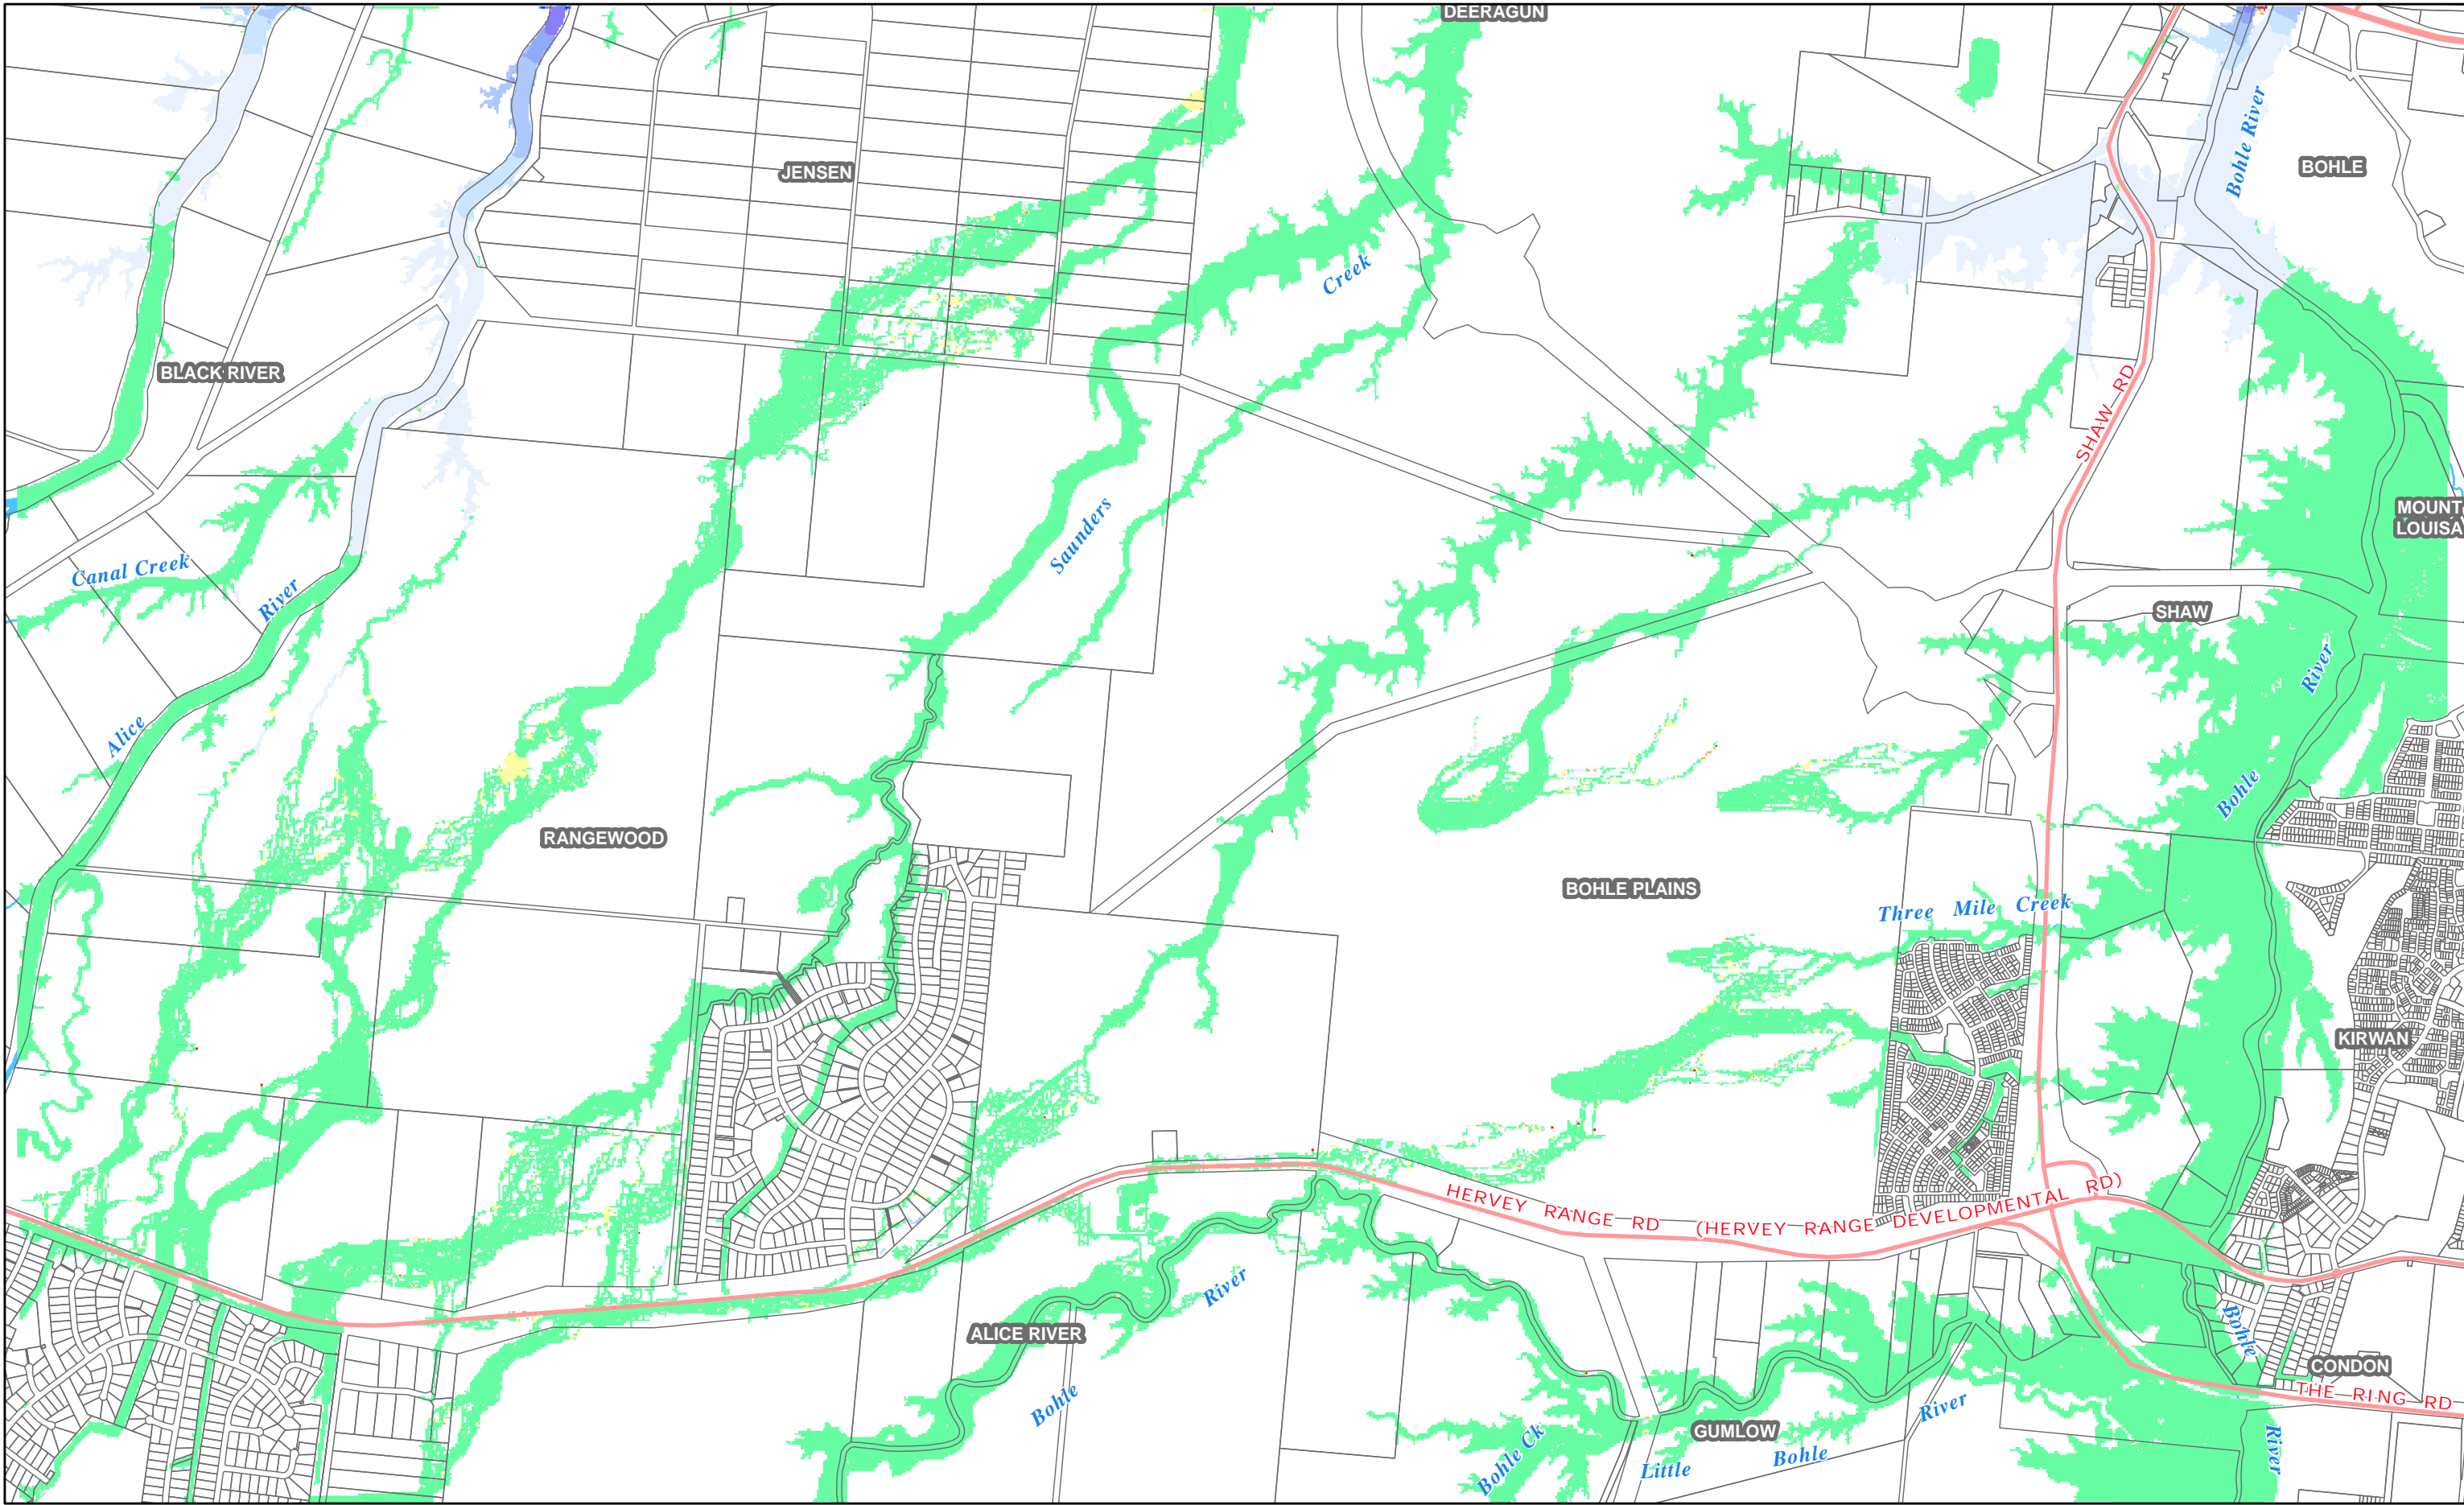 DEERAGUN
Bohle River
BOHLE
JENSEN
Creek
BLACK RIVER
SHAW RD
MOUNT
LOUISA
Saunders
Canal Creek
River
SHAW
River
Alice
Bohle
RANGEWOOD
BOHLE PLAINS
Three Mile Creek
KIRWAN
HERVEY RANGE RD (HERVEY RANGE DEVELOPMENTAL RD)
River
ALICE RIVER
Bohle
CONDON
THE RING RD
Bohle
River
GUMLOW
Bohle Ck
River
Little Bohle